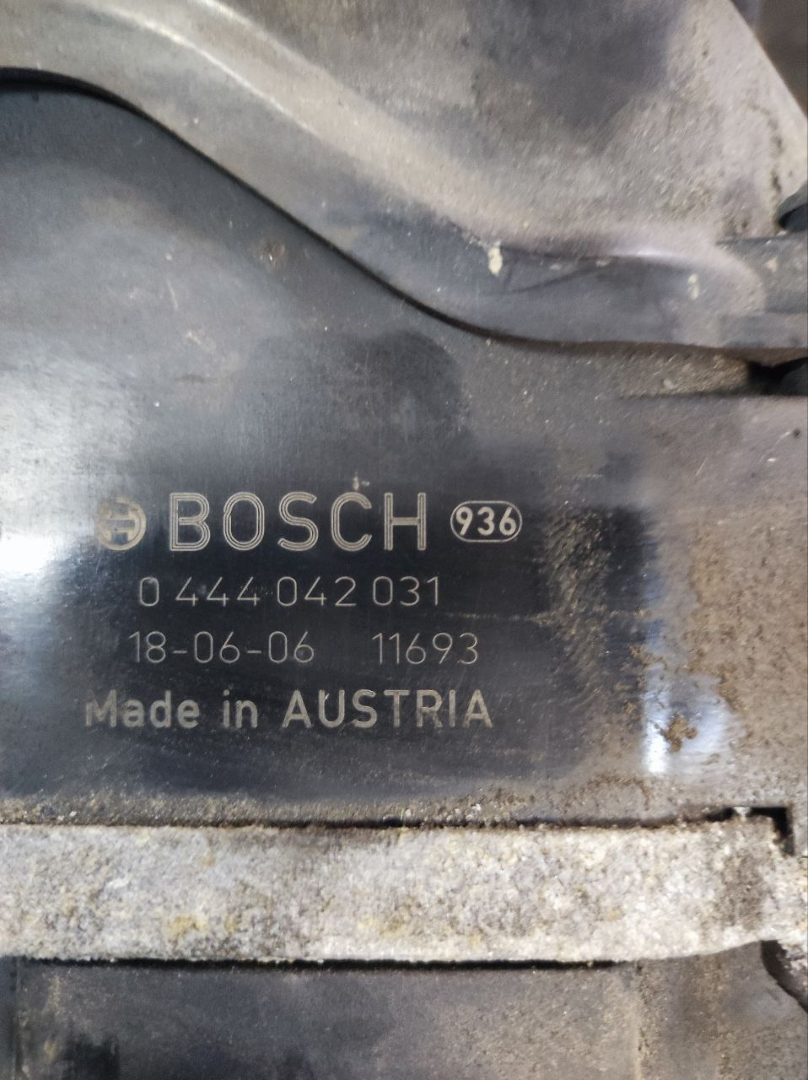 BOSCH 936
0 444 042 031
18-06-06 11693
Made in AUSTRIA